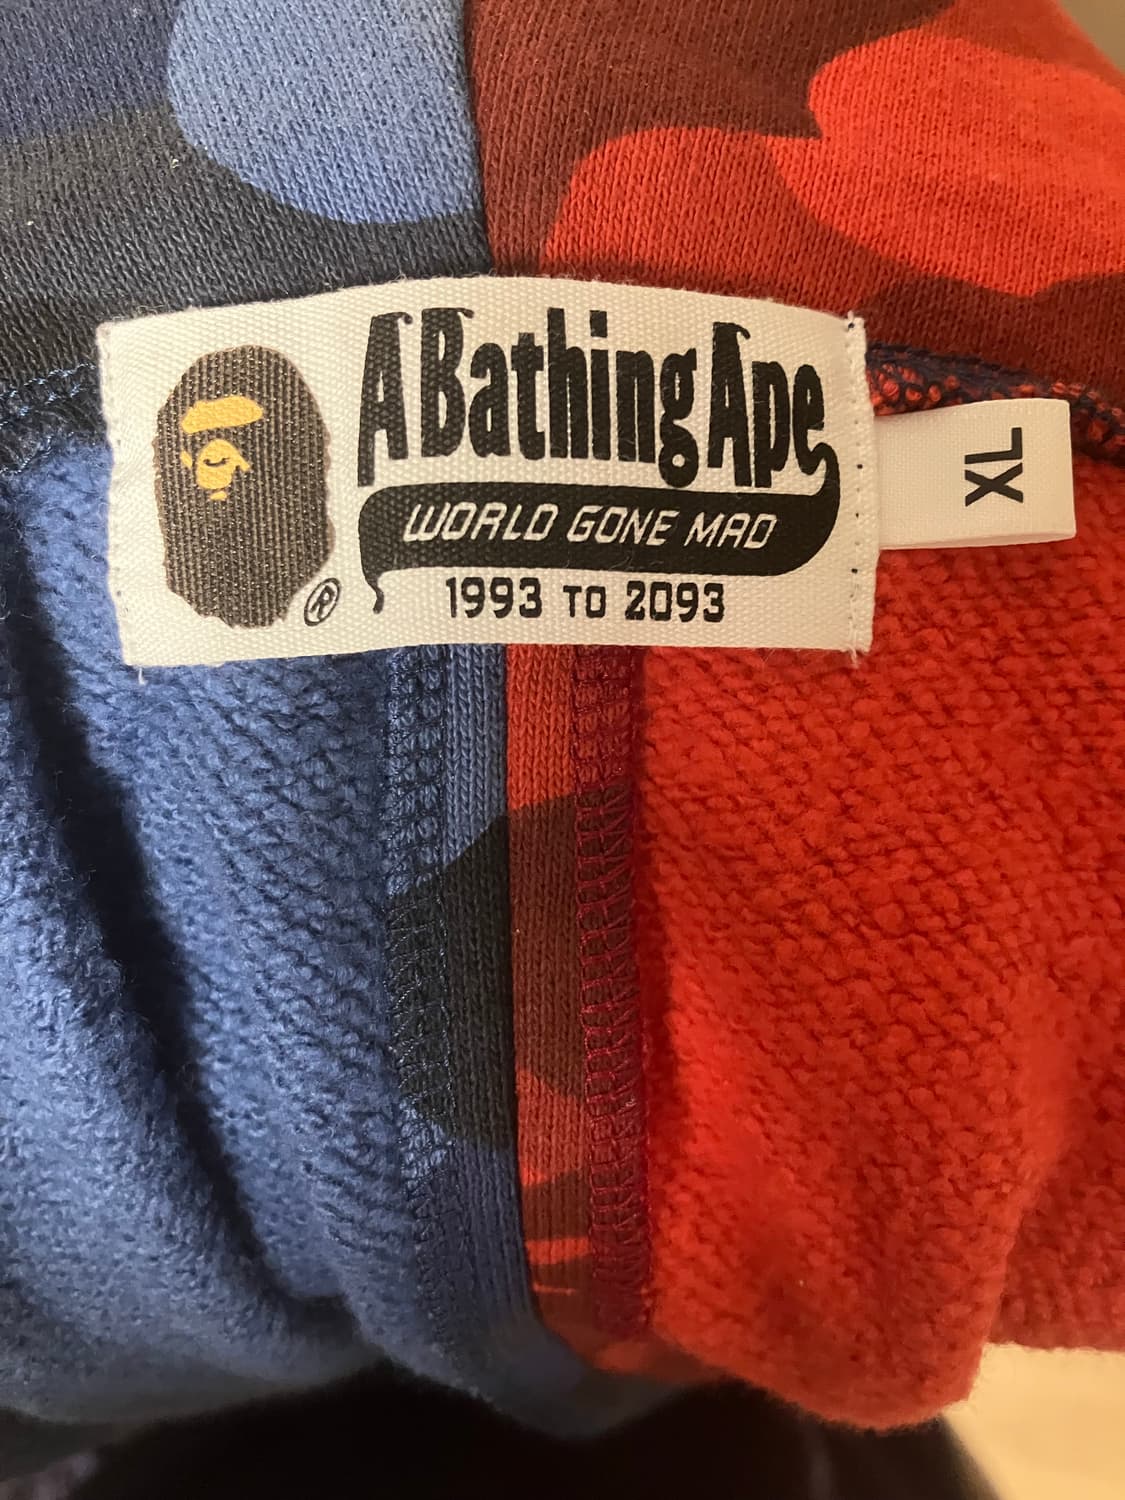 A Bathing Ape
WORLD GONE MAD
1993 TO 2093
®
XL